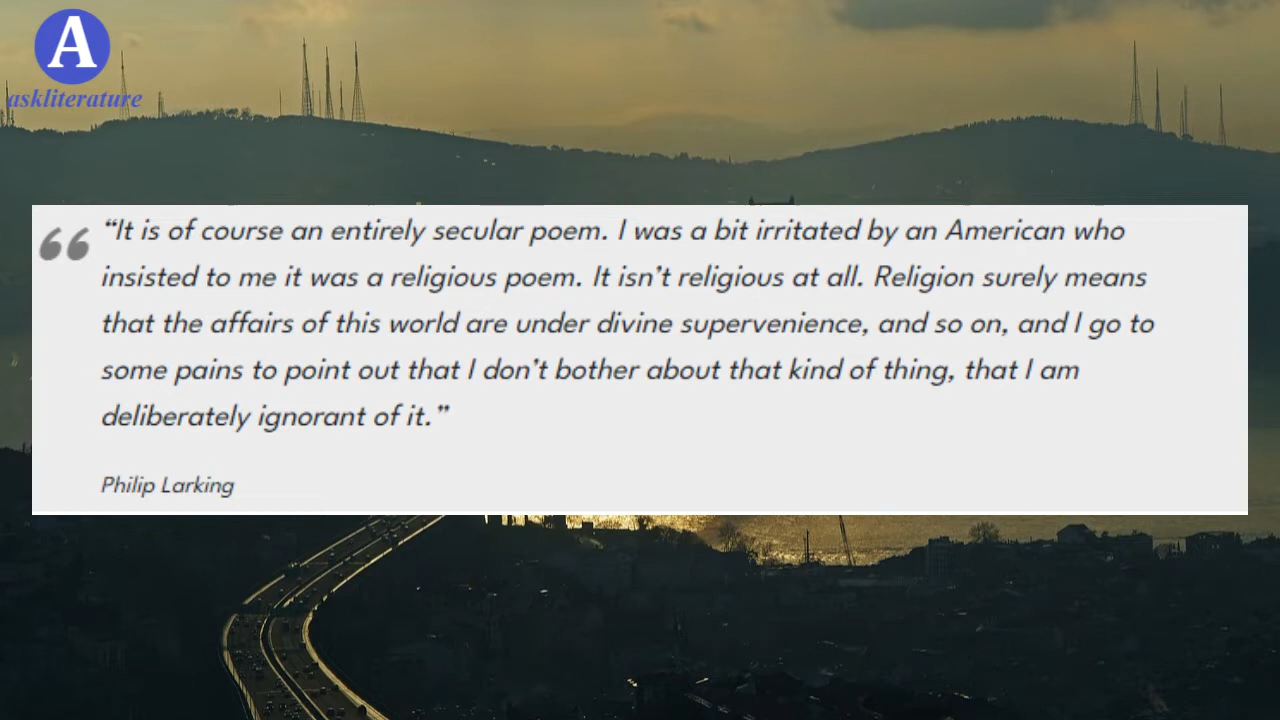 A
askliterature
“It is of course an entirely secular poem. I was a bit irritated by an American who
insisted to me it was a religious poem. It isn’t religious at all. Religion surely means
that the affairs of this world are under divine supervenience, and so on, and I go to
some pains to point out that I don’t bother about that kind of thing, that I am
deliberately ignorant of it.”
Philip Larking